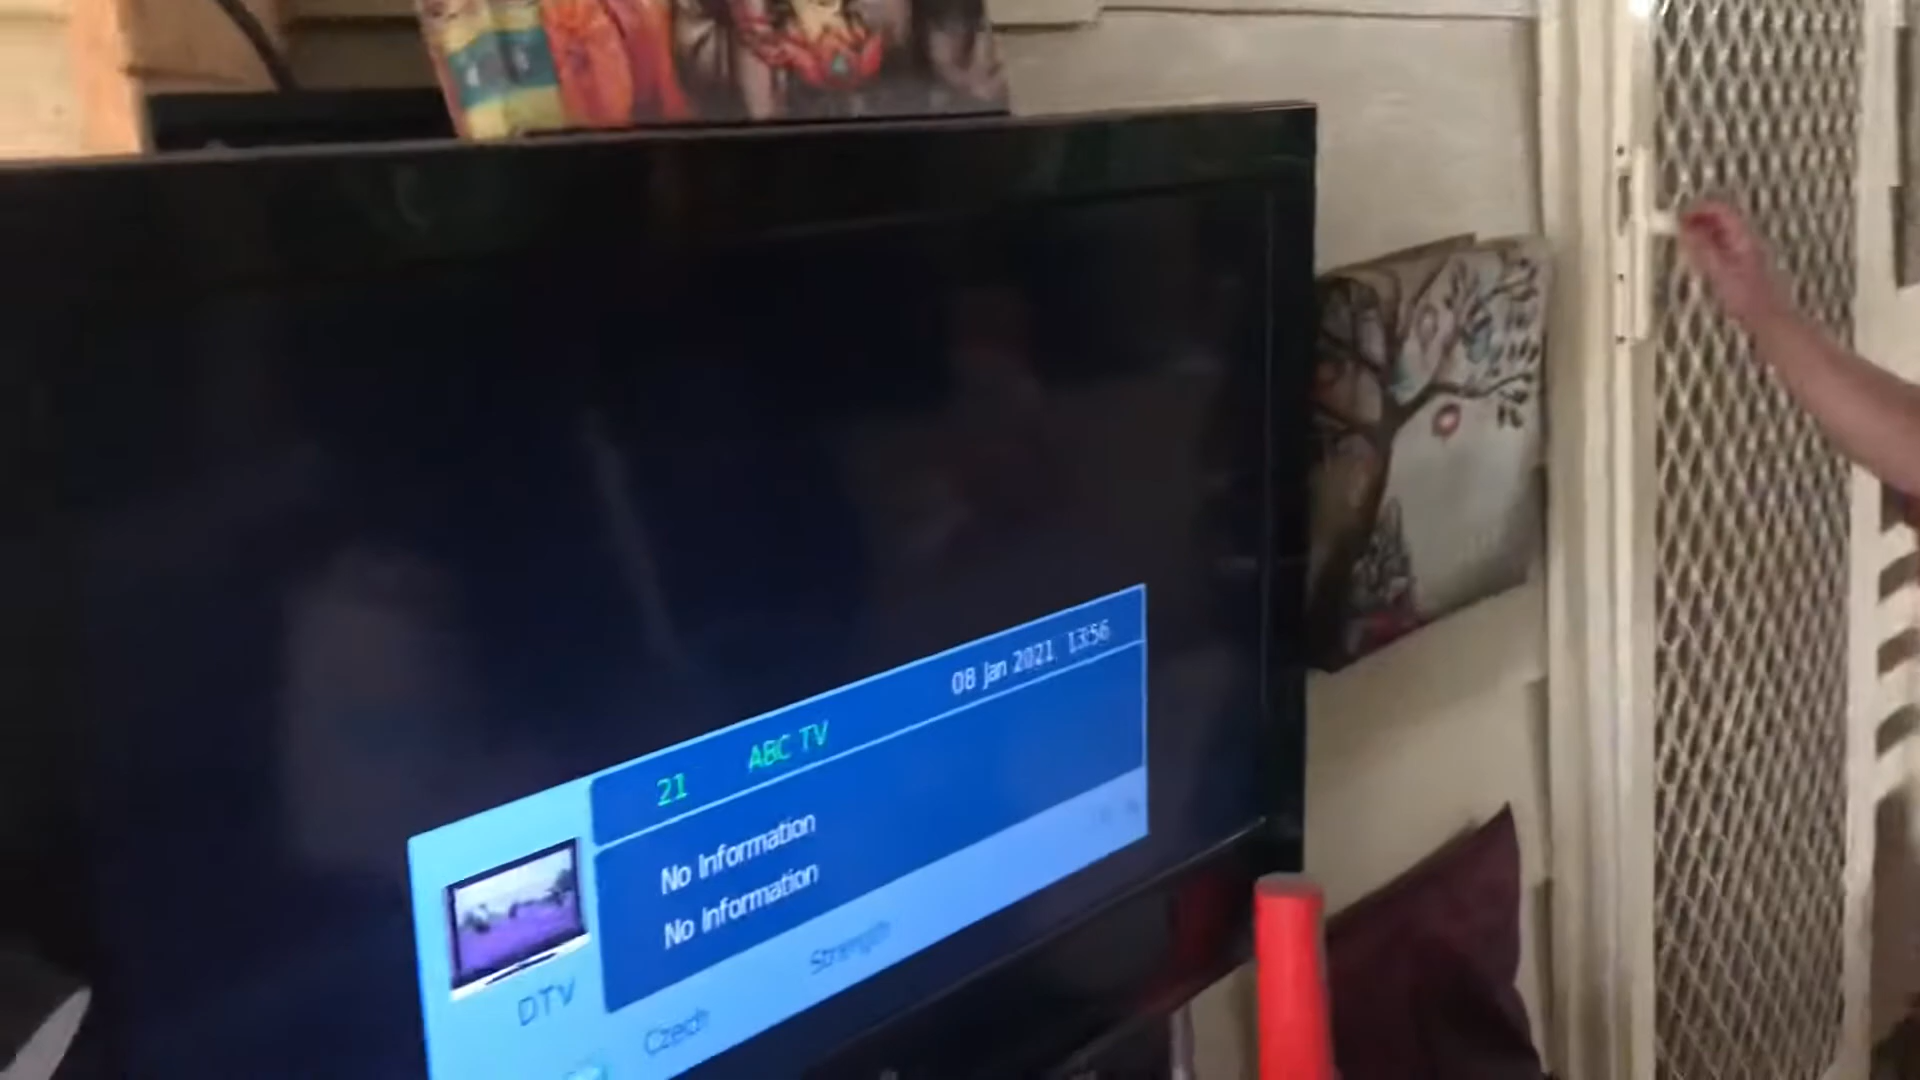 21 ABC TV 08 Jan 2021 13:56
No Information
No Information
DTV
Czech Strength